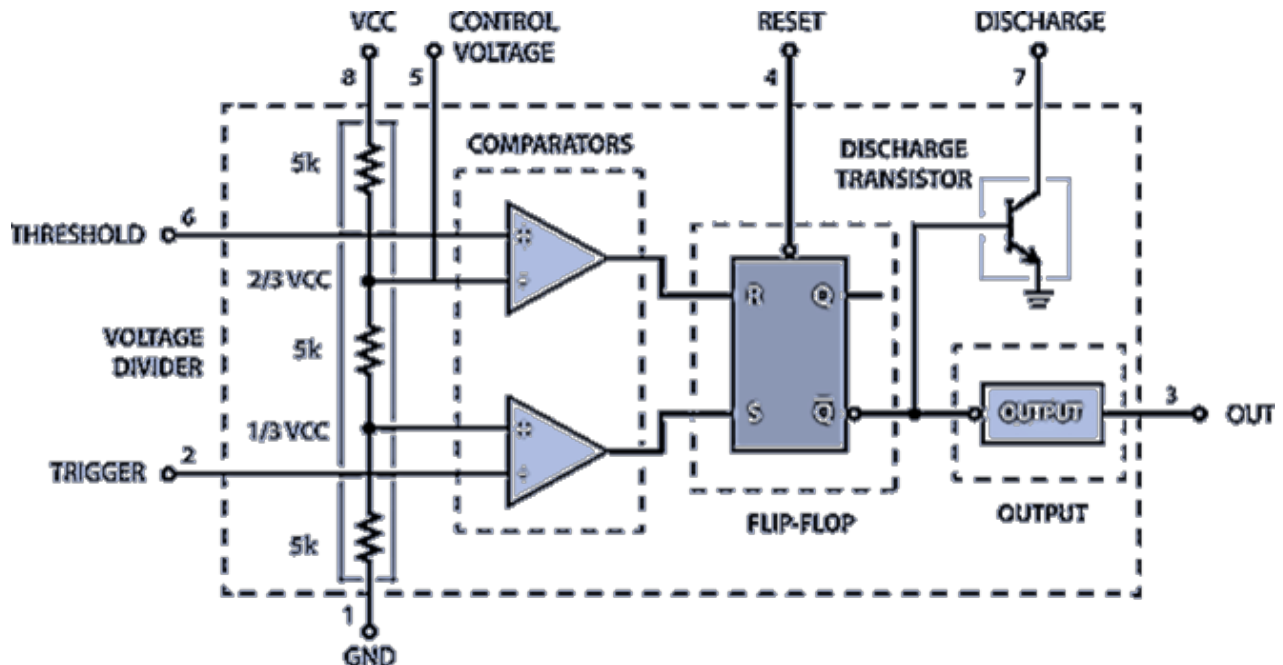 VCC
CONTROL
VOLTAGE
RESET
DISCHARGE
8
5
4
7
COMPARATORS
DISCHARGE
TRANSISTOR
5k
THRESHOLD
6
+
2/3 VCC
-
R
Q
VOLTAGE
DIVIDER
5k
1/3 VCC
+
S
Q̅
OUTPUT
3
OUT
TRIGGER
2
-
FLIP-FLOP
OUTPUT
5k
1
GND